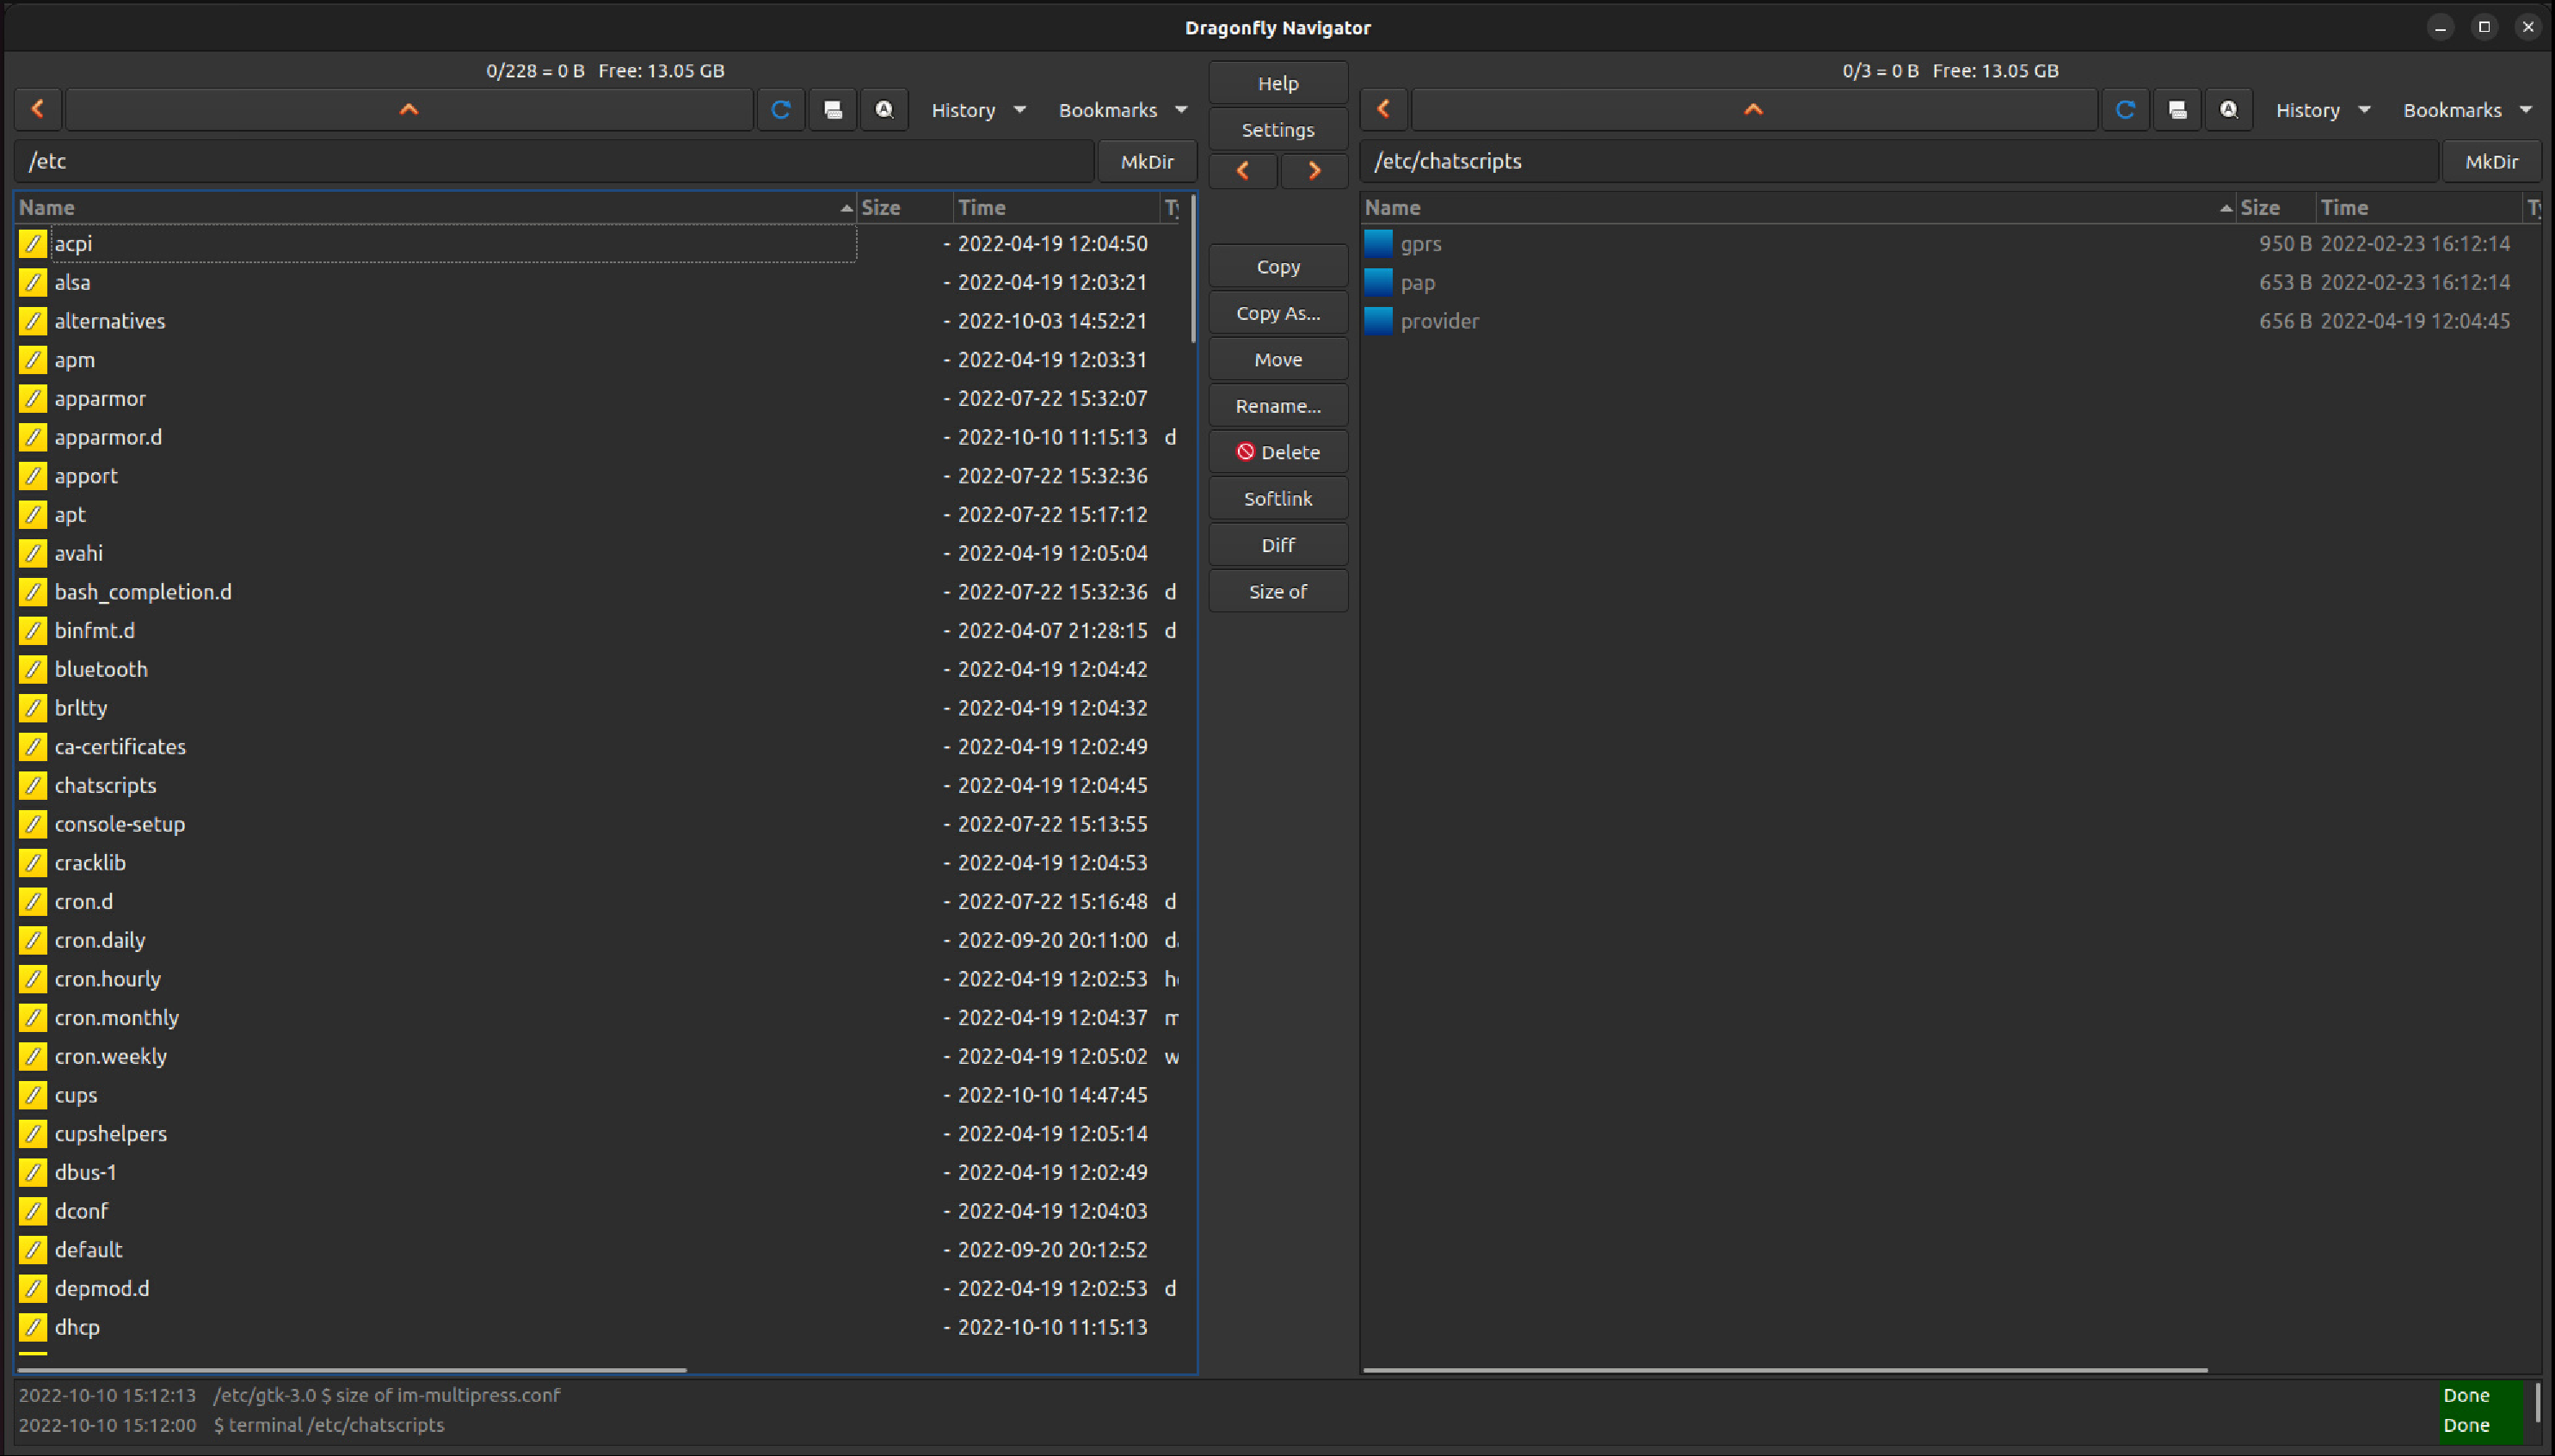 Dragonfly Navigator
0/228 = 0 B Free: 13.05 GB
History Bookmarks
/etc MkDir
Name Size Time
acpi - 2022-04-19 12:04:50
alsa - 2022-04-19 12:03:21
alternatives - 2022-10-03 14:52:21
apm - 2022-04-19 12:03:31
apparmor - 2022-07-22 15:32:07
apparmor.d - 2022-10-10 11:15:13 d
apport - 2022-07-22 15:32:36
apt - 2022-07-22 15:17:12
avahi - 2022-04-19 12:05:04
bash_completion.d - 2022-07-22 15:32:36 d
binfmt.d - 2022-04-07 21:28:15 d
bluetooth - 2022-04-19 12:04:42
brltty - 2022-04-19 12:04:32
ca-certificates - 2022-04-19 12:02:49
chatscripts - 2022-04-19 12:04:45
console-setup - 2022-07-22 15:13:55
cracklib - 2022-04-19 12:04:53
cron.d - 2022-07-22 15:16:48 d
cron.daily - 2022-09-20 20:11:00
cron.hourly - 2022-04-19 12:02:53
cron.monthly - 2022-04-19 12:04:37
cron.weekly - 2022-04-19 12:05:02 w
cups - 2022-10-10 14:47:45
cupshelpers - 2022-04-19 12:05:14
dbus-1 - 2022-04-19 12:02:49
dconf - 2022-04-19 12:04:03
default - 2022-09-20 20:12:52
depmod.d - 2022-04-19 12:02:53 d
dhcp - 2022-10-10 11:15:13
Help
Settings
Copy
Copy As...
Move
Rename...
Delete
Softlink
Diff
Size of
0/3 = 0 B Free: 13.05 GB
History Bookmarks
/etc/chatscripts MkDir
Name Size Time
gprs 950 B 2022-02-23 16:12:14
pap 653 B 2022-02-23 16:12:14
provider 656 B 2022-04-19 12:04:45
2022-10-10 15:12:13 /etc/gtk-3.0 $ size of im-multipress.conf Done
2022-10-10 15:12:00 $ terminal /etc/chatscripts Done